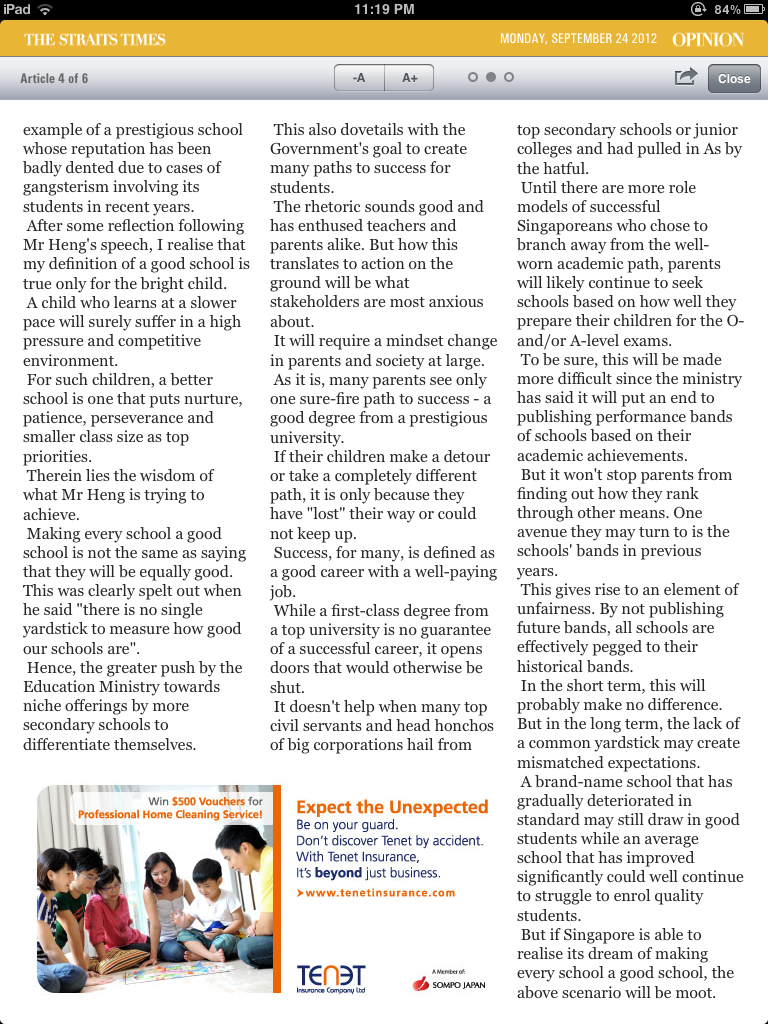 iPad
11:19 PM
84%
THE STRAITS TIMES
MONDAY, SEPTEMBER 24 2012
OPINION
Article 4 of 6
-A
A+
Close
example of a prestigious school
whose reputation has been
badly dented due to cases of
gangsterism involving its
students in recent years.
After some reflection following
Mr Heng's speech, I realise that
my definition of a good school is
true only for the bright child.
A child who learns at a slower
pace will surely suffer in a high
pressure and competitive
environment.
For such children, a better
school is one that puts nurture,
patience, perseverance and
smaller class size as top
priorities.
Therein lies the wisdom of
what Mr Heng is trying to
achieve.
Making every school a good
school is not the same as saying
that they will be equally good.
This was clearly spelt out when
he said "there is no single
yardstick to measure how good
our schools are".
Hence, the greater push by the
Education Ministry towards
niche offerings by more
secondary schools to
differentiate themselves.
This also dovetails with the
Government's goal to create
many paths to success for
students.
The rhetoric sounds good and
has enthused teachers and
parents alike. But how this
translates to action on the
ground will be what
stakeholders are most anxious
about.
It will require a mindset change
in parents and society at large.
As it is, many parents see only
one sure-fire path to success - a
good degree from a prestigious
university.
If their children make a detour
or take a completely different
path, it is only because they
have "lost" their way or could
not keep up.
Success, for many, is defined as
a good career with a well-paying
job.
While a first-class degree from
a top university is no guarantee
of a successful career, it opens
doors that would otherwise be
shut.
It doesn't help when many top
civil servants and head honchos
of big corporations hail from
top secondary schools or junior
colleges and had pulled in As by
the hatful.
Until there are more role
models of successful
Singaporeans who chose to
branch away from the well-
worn academic path, parents
will likely continue to seek
schools based on how well they
prepare their children for the O-
and/or A-level exams.
To be sure, this will be made
more difficult since the ministry
has said it will put an end to
publishing performance bands
of schools based on their
academic achievements.
But it won't stop parents from
finding out how they rank
through other means. One
avenue they may turn to is the
schools' bands in previous
years.
This gives rise to an element of
unfairness. By not publishing
future bands, all schools are
effectively pegged to their
historical bands.
In the short term, this will
probably make no difference.
But in the long term, the lack of
a common yardstick may create
mismatched expectations.
A brand-name school that has
gradually deteriorated in
standard may still draw in good
students while an average
school that has improved
significantly could well continue
to struggle to enrol quality
students.
But if Singapore is able to
realise its dream of making
every school a good school, the
above scenario will be moot.
Win $500 Vouchers for
Professional Home Cleaning Service!
Expect the Unexpected
Be on your guard.
Don't discover Tenet by accident.
With Tenet Insurance,
It's beyond just business.
➤www.tenetinsurance.com
TENET
Insurance Company Ltd
A Member of:
SOMPO JAPAN